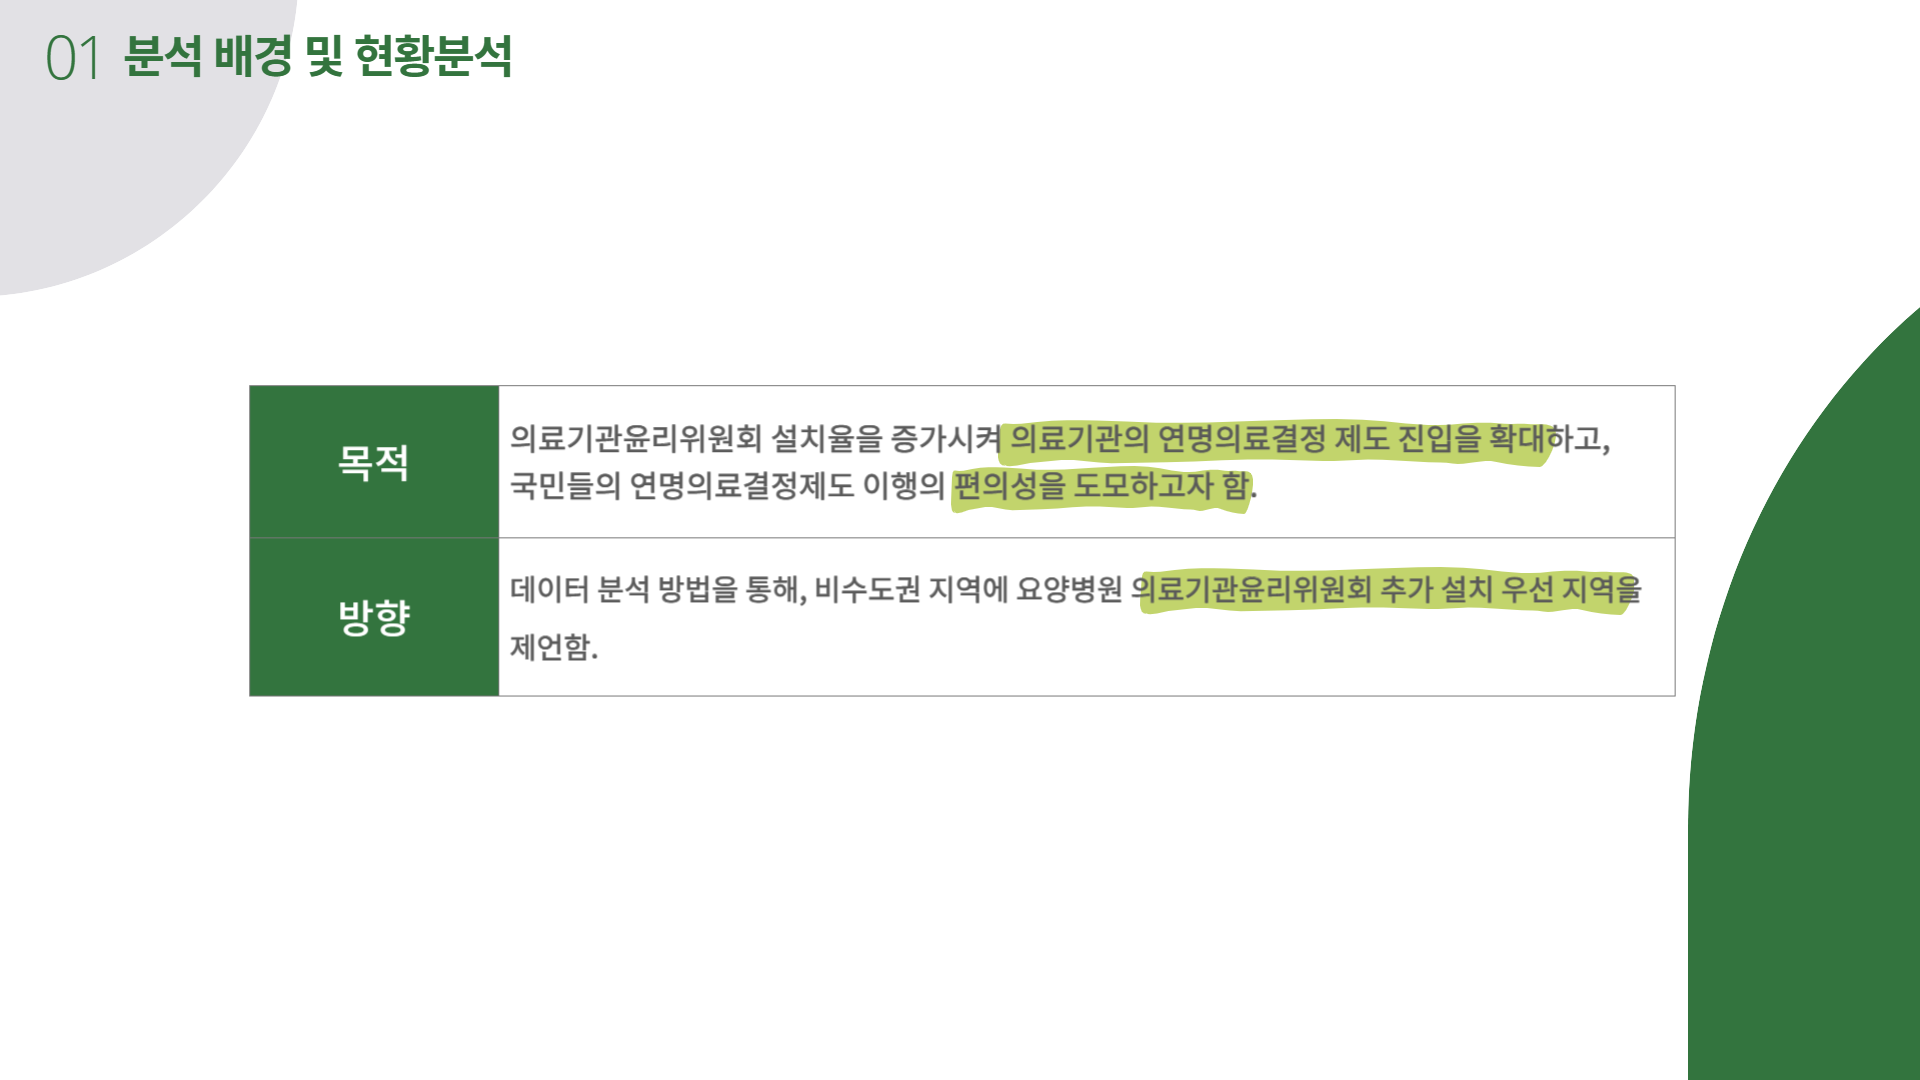 01 분석 배경 및 현황분석
목적
의료기관윤리위원회 설치율을 증가시켜 의료기관의 연명의료결정 제도 진입을 확대하고,
국민들의 연명의료결정제도 이행의 편의성을 도모하고자 함.
방향
데이터 분석 방법을 통해, 비수도권 지역에 요양병원 의료기관윤리위원회 추가 설치 우선 지역을
제언함.